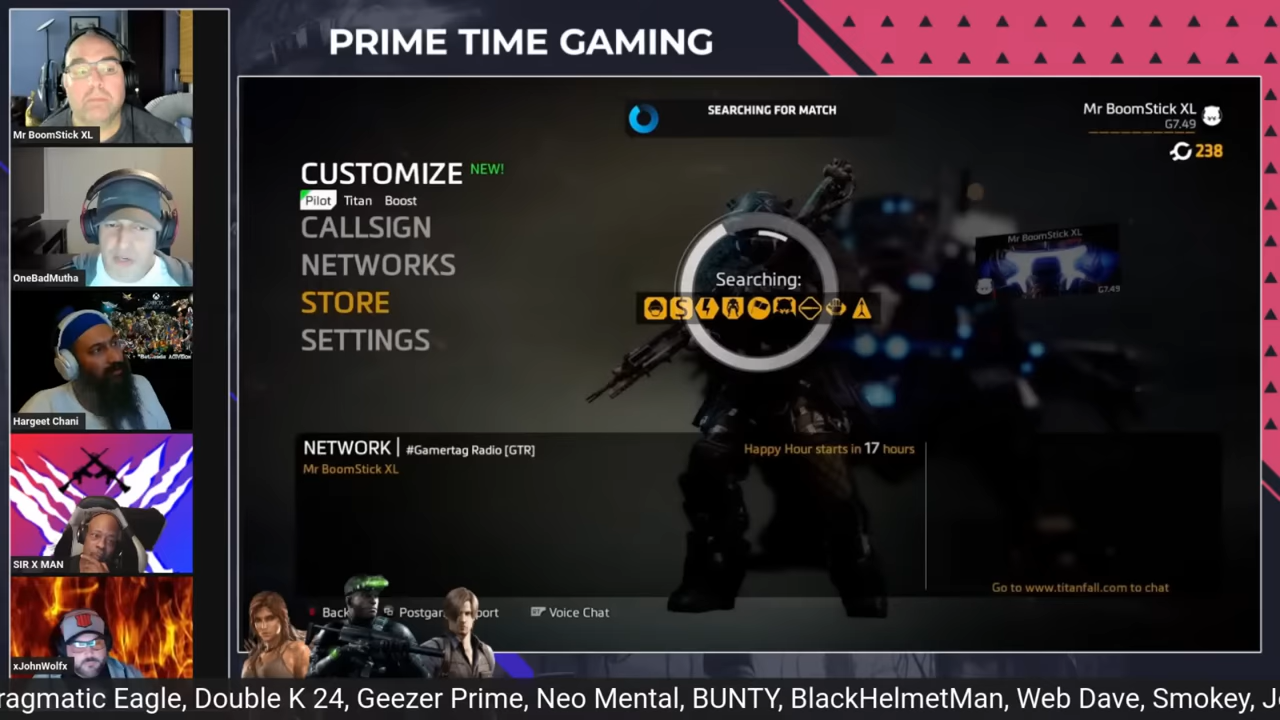 PRIME TIME GAMING
Mr BoomStick XL
OneBadMutha
Hargeet Chani
SIR X MAN
xJohnWolfx
SEARCHING FOR MATCH
Mr BoomStick XL
G7.49
238
CUSTOMIZE NEW!
Pilot Titan Boost
CALLSIGN
NETWORKS
STORE
SETTINGS
Searching:
Mr BoomStick XL
G7.49
NETWORK | #Gamertag Radio [GTR]
Mr BoomStick XL
Happy Hour starts in 17 hours
Go to www.titanfall.com to chat
Back
Voice Chat
Eagle, Double K 24, Geezer Prime, Neo Mental, BUNTY, BlackHelmetMan, Web Dave, Smokey,